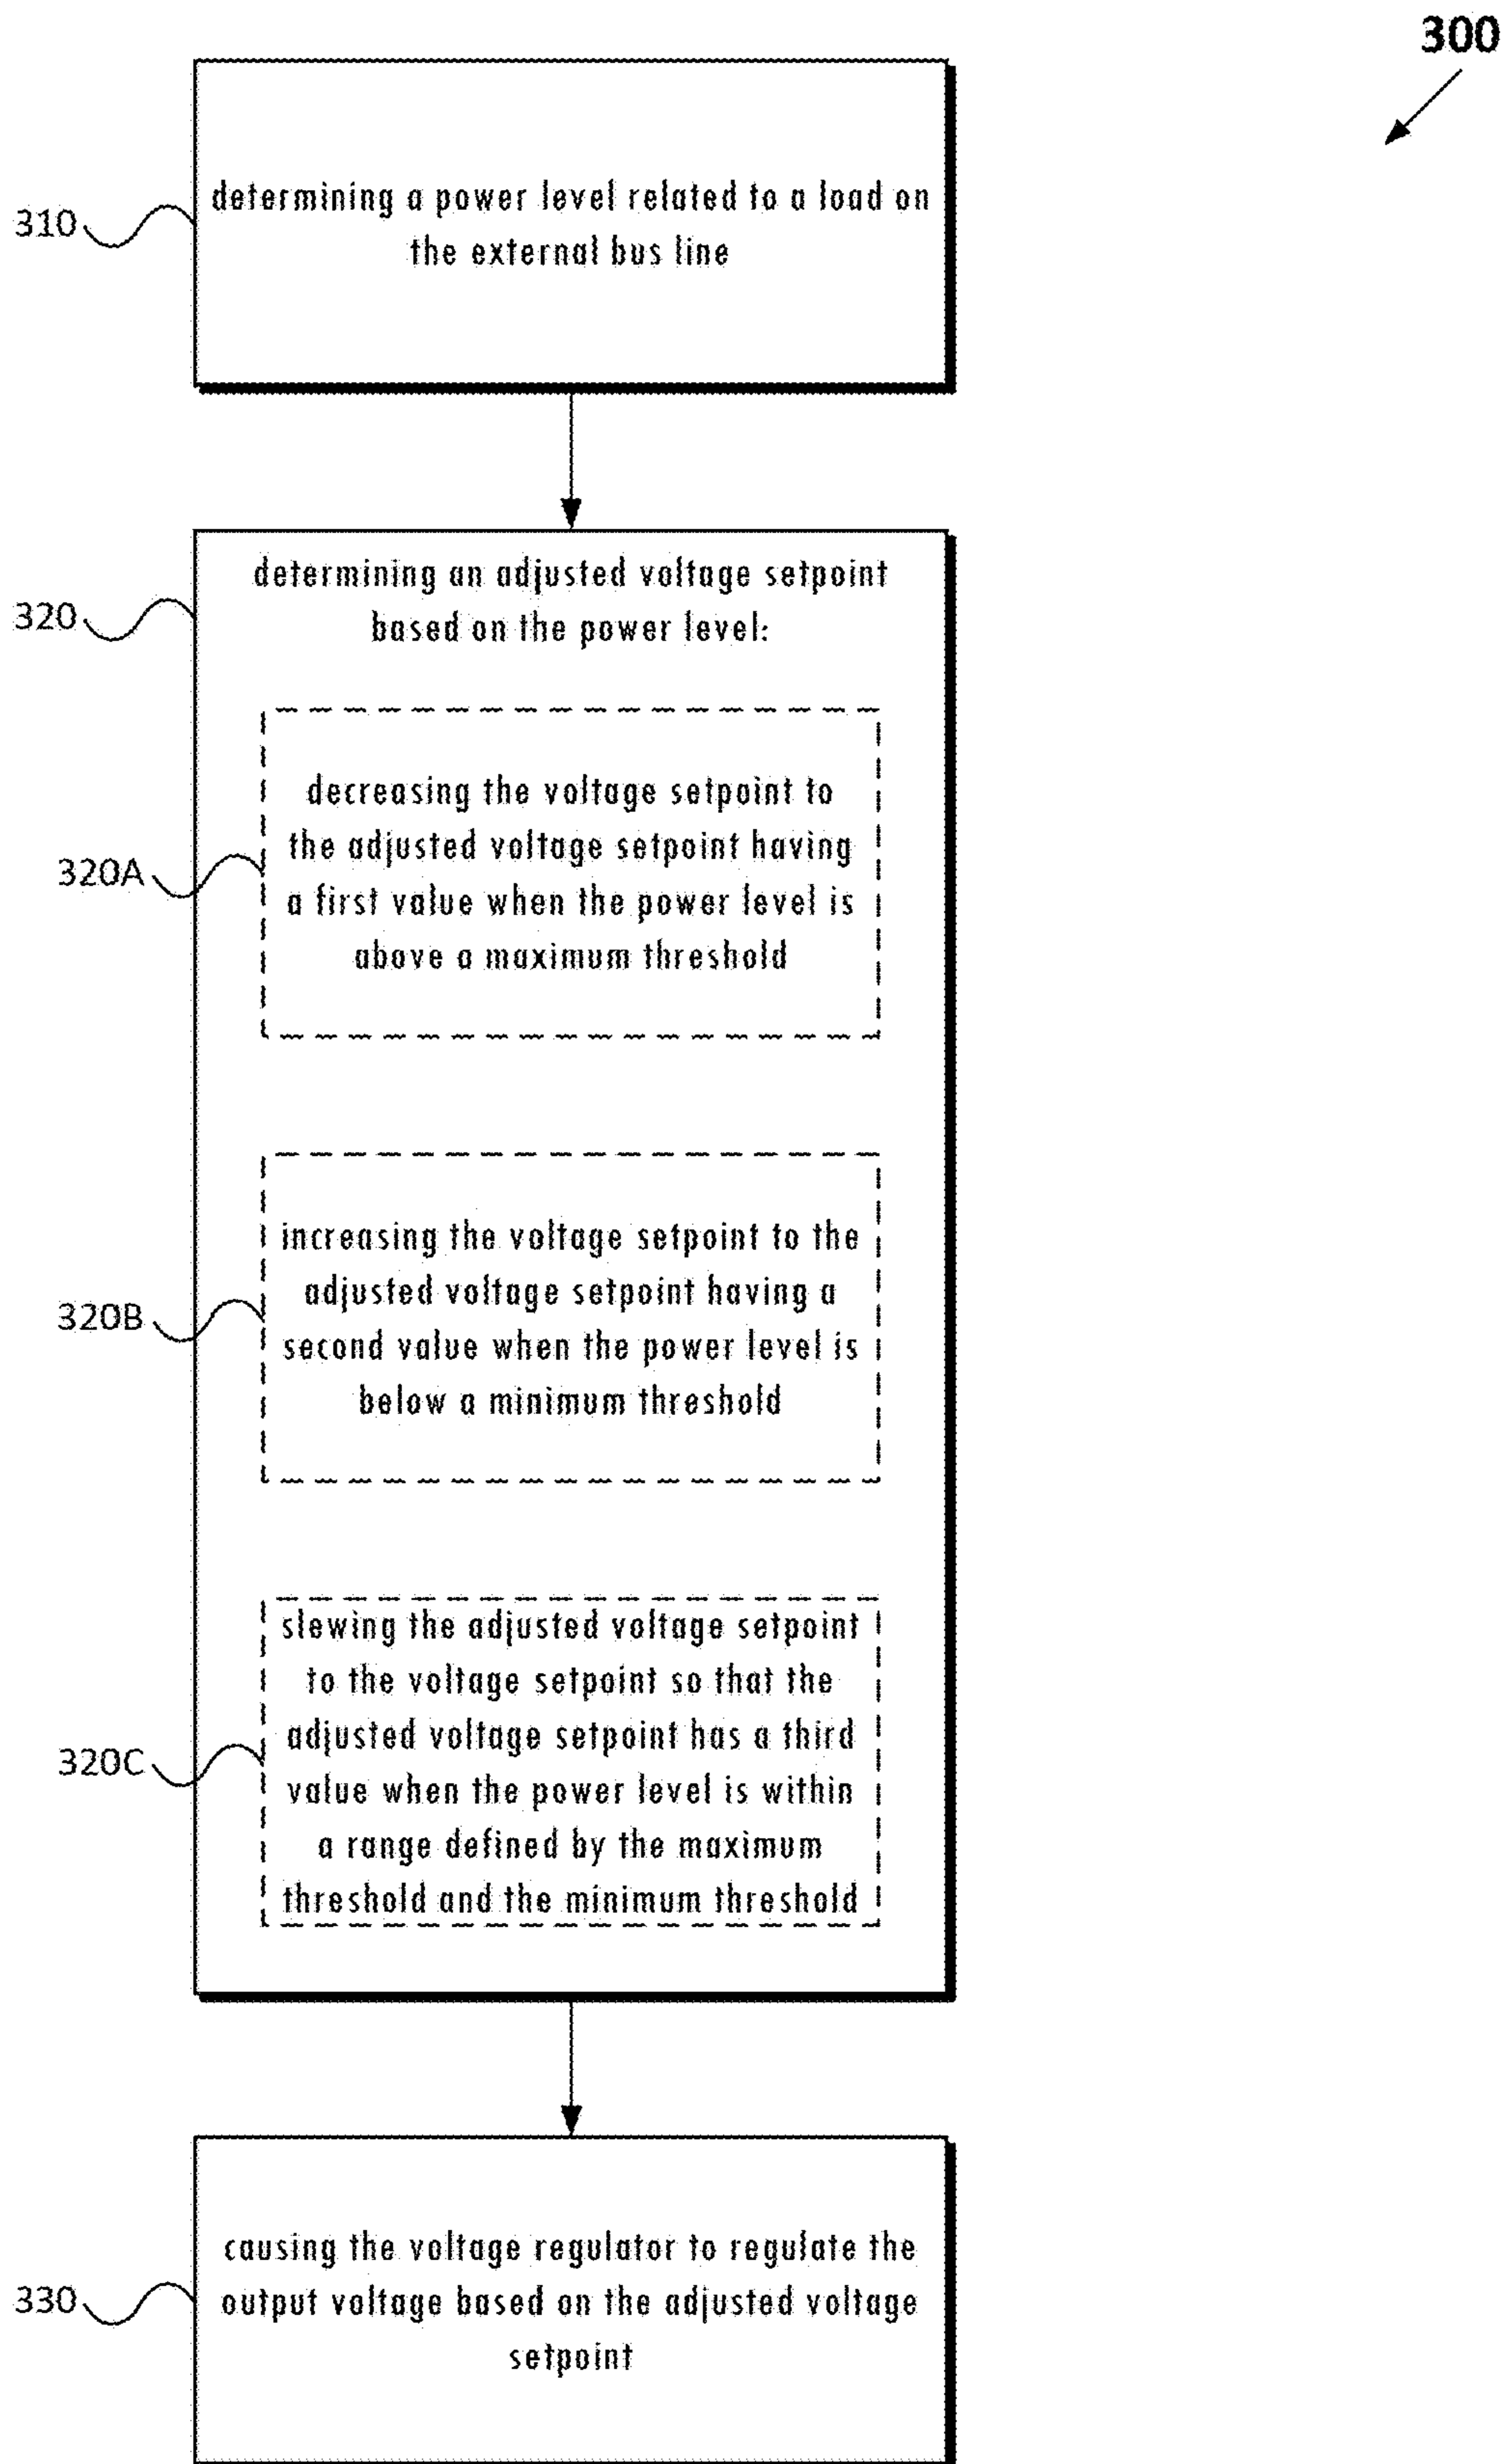 300
310
determining a power level related to a load on
the external bus line
320
determining an adjusted voltage setpoint
based on the power level:
320A
decreasing the voltage setpoint to
the adjusted voltage setpoint having
a first value when the power level is
above a maximum threshold
320B
increasing the voltage setpoint to the
adjusted voltage setpoint having a
second value when the power level is
below a minimum threshold
320C
slewing the adjusted voltage setpoint
to the voltage setpoint so that the
adjusted voltage setpoint has a third
value when the power level is within
a range defined by the maximum
threshold and the minimum threshold
330
causing the voltage regulator to regulate the
output voltage based on the adjusted voltage
setpoint